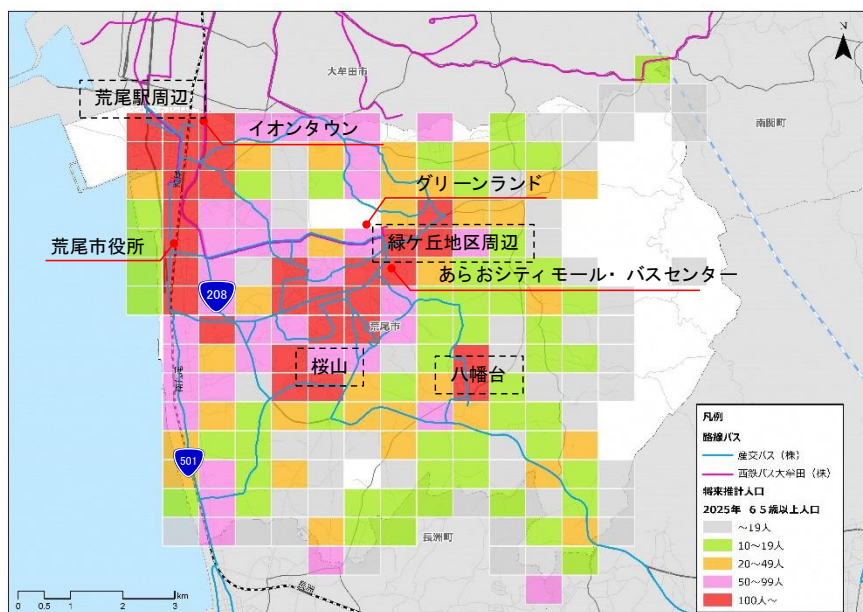 N
大牟田市
荒尾駅周辺
イオンタウン
南関町
グリーンランド
荒尾市役所
緑ケ丘地区周辺
あらおシティモール・バスセンター
208
荒尾市
桜山
八幡台
501
長洲町
長洲
0 0.5 1 2 3
km
凡例
路線バス
産交バス（株）
西鉄バス大牟田（株）
将来推計人口
2025年 65歳以上人口
～19人
10～19人
20～49人
50～99人
100人～